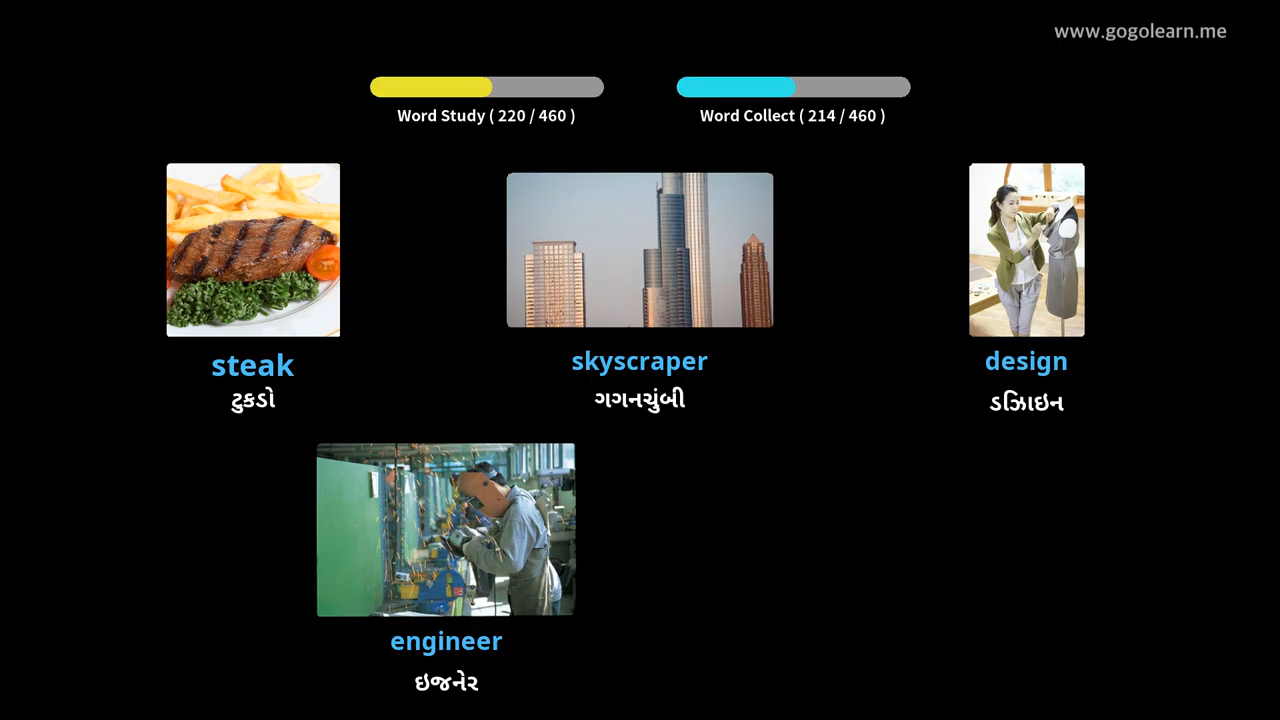 www.gogolearn.me
Word Study ( 220 / 460 )
Word Collect ( 214 / 460 )
steak
ટુકડો
skyscraper
ગગનચુંબી
design
ડિઝાઇન
engineer
ઇજનેર